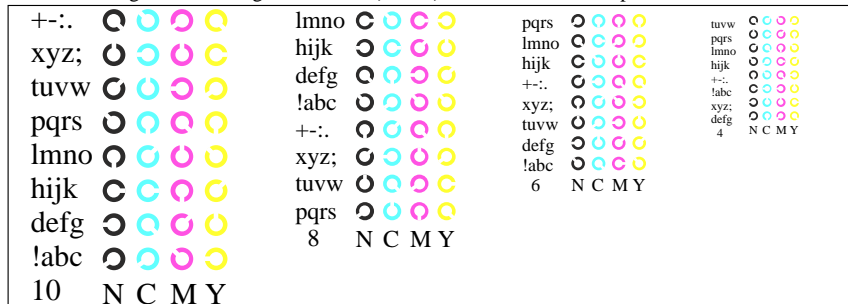 +-:.
xyz;
tuvw
pqrs
lmno
hijk
defg
!abc
10 N C M Y
lmno
hijk
defg
!abc
+-:.
xyz;
tuvw
pqrs
8 N C M Y
pqrs
lmno
hijk
+-:.
xyz;
tuvw
defg
!abc
6 N C M Y
tuvw
pqrs
lmno
hijk
+-:.
!abc
xyz;
defg
4 N C M Y